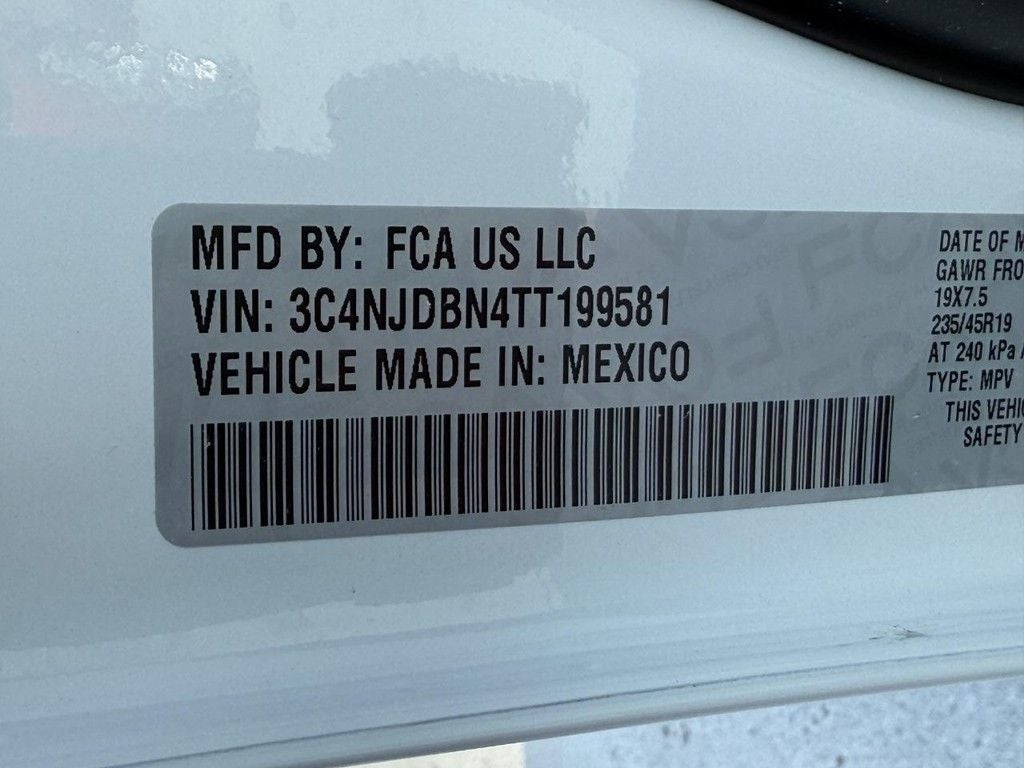 MFD BY: FCA US LLC
VIN: 3C4NJDBN4TT199581
VEHICLE MADE IN: MEXICO
DATE OF M
GAWR FRO
19X7.5
235/45R19
AT 240 kPa
TYPE: MPV
THIS VEHIC
SAFETY